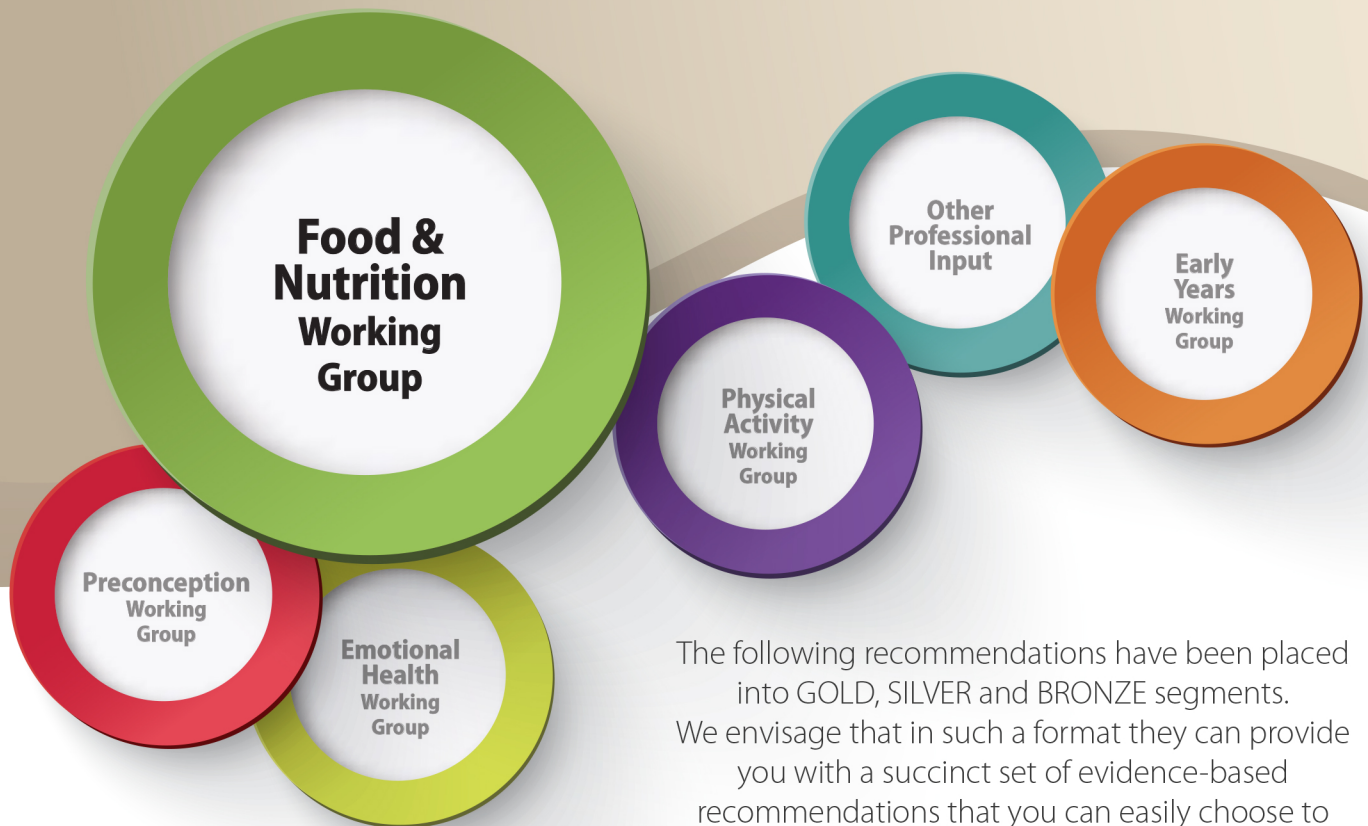 Food &
Nutrition
Working
Group
Other
Professional
Input
Early
Years
Working
Group
Physical
Activity
Working
Group
Preconception
Working
Group
Emotional
Health
Working
Group
The following recommendations have been placed
into GOLD, SILVER and BRONZE segments.
We envisage that in such a format they can provide
you with a succinct set of evidence-based
recommendations that you can easily choose to